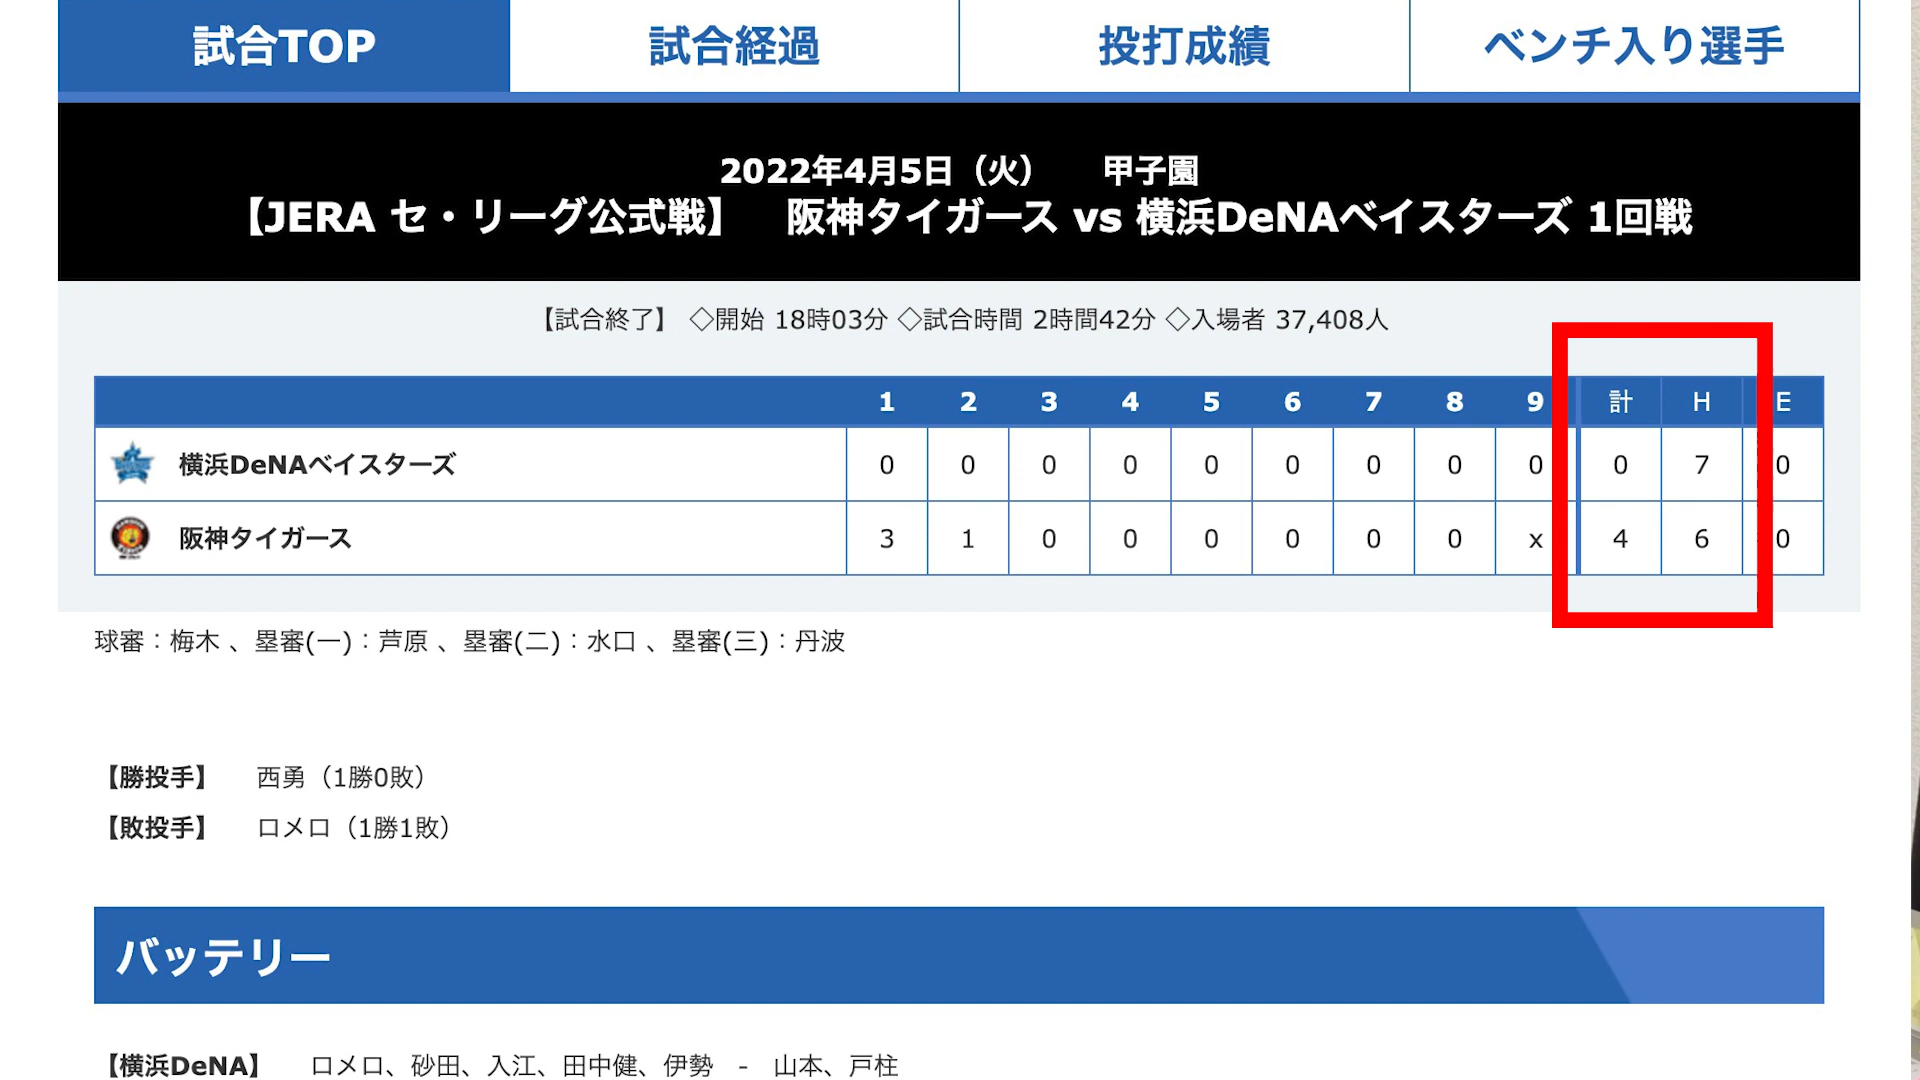 試合TOP 試合経過 投打成績 ベンチ入り選手
2022年4月5日（火） 甲子園
【JERA セ・リーグ公式戦】 阪神タイガース vs 横浜DeNAベイスターズ 1回戦
【試合終了】 ◇開始 18時03分 ◇試合時間 2時間42分 ◇入場者 37,408人
1 2 3 4 5 6 7 8 9 計 H E
横浜DeNAベイスターズ 0 0 0 0 0 0 0 0 0 0 7 0
阪神タイガース 3 1 0 0 0 0 0 0 x 4 6 0
球審：梅木 、塁審(一)：芦原 、塁審(二)：水口 、塁審(三)：丹波
【勝投手】 西勇（1勝0敗）
【敗投手】 ロメロ（1勝1敗）
バッテリー
【横浜DeNA】 ロメロ、砂田、入江、田中健、伊勢 - 山本、戸柱